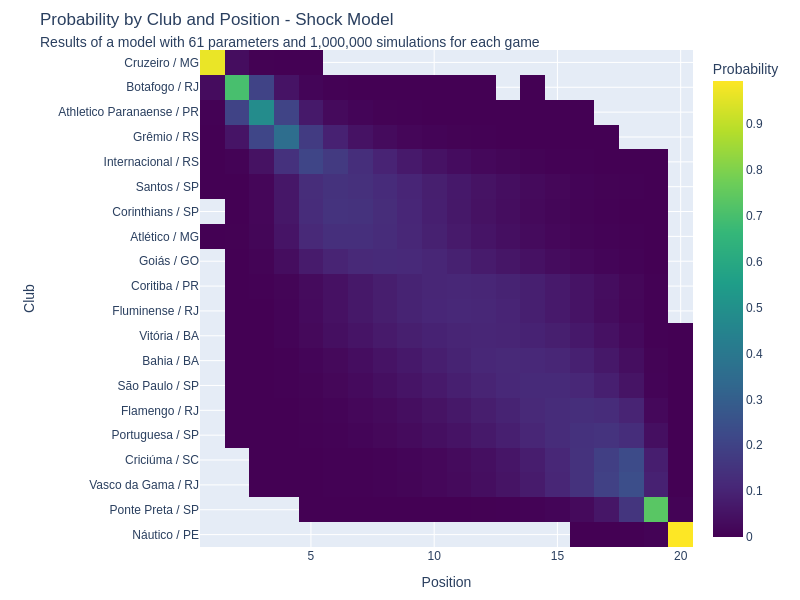 Probability by Club and Position - Shock Model
Results of a model with 61 parameters and 1,000,000 simulations for each game
Probability
Cruzeiro / MG
Botafogo / RJ
Athletico Paranaense / PR
Grêmio / RS
Internacional / RS
Santos / SP
Corinthians / SP
Atlético / MG
Goiás / GO
Coritiba / PR
Fluminense / RJ
Vitória / BA
Bahia / BA
São Paulo / SP
Flamengo / RJ
Portuguesa / SP
Criciúma / SC
Vasco da Gama / RJ
Ponte Preta / SP
Náutico / PE
Club
5
10
15
20
Position
0.9
0.8
0.7
0.6
0.5
0.4
0.3
0.2
0.1
0